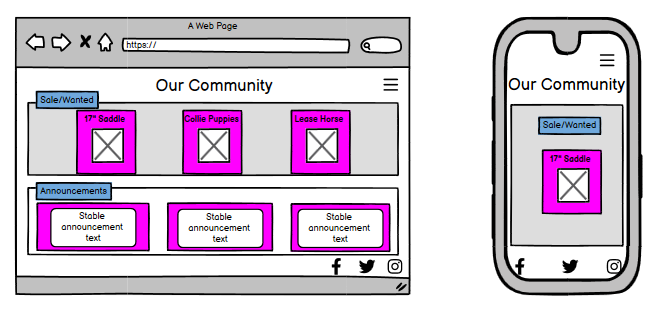 A Web Page
https://
Our Community
Sale/Wanted
17" Saddle
Collie Puppies
Lease Horse
Announcements
Stable
announcement
text
Stable
announcement
text
Stable
announcement
text
Our Community
Sale/Wanted
17" Saddle